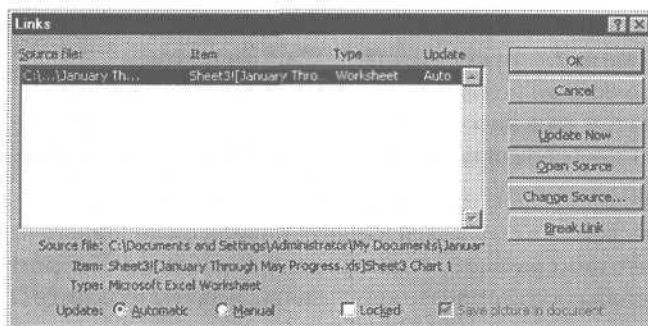 Links
Source file: Item Type Update
C:\...\January Th... Sheet3![January Thro... Worksheet Auto
OK
Cancel
Update Now
Open Source
Change Source...
Break Link
Source file: C:\Documents and Settings\Administrator\My Documents\Januar
Item: Sheet3![January Through May Progress.xls]Sheet3 Chart 1
Type: Microsoft Excel Worksheet
Update: Automatic Manual Locked Save picture in document